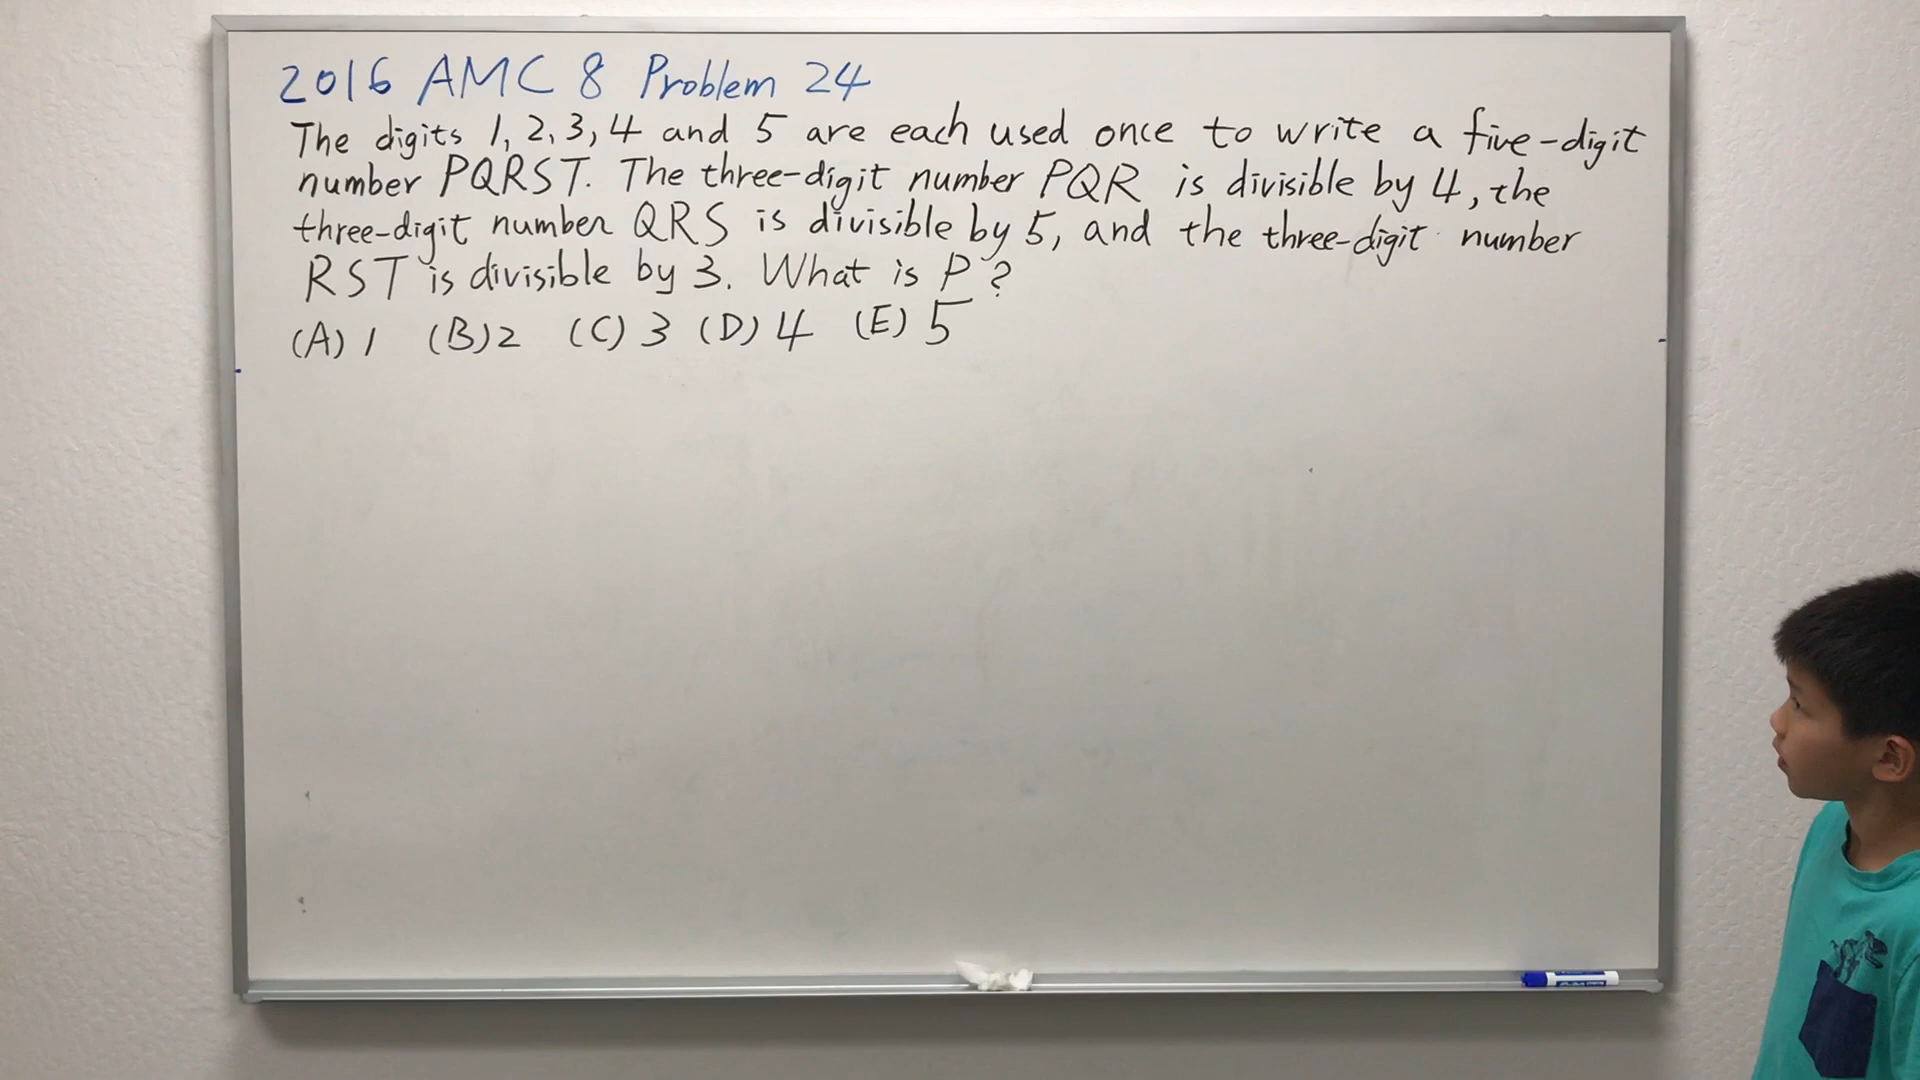 2016 AMC 8 Problem 24
The digits 1, 2, 3, 4 and 5 are each used once to write a five-digit
number PQRST. The three-digit number PQR is divisible by 4, the
three-digit number QRS is divisible by 5, and the three-digit number
RST is divisible by 3. What is P?
(A) 1 (B) 2 (C) 3 (D) 4 (E) 5